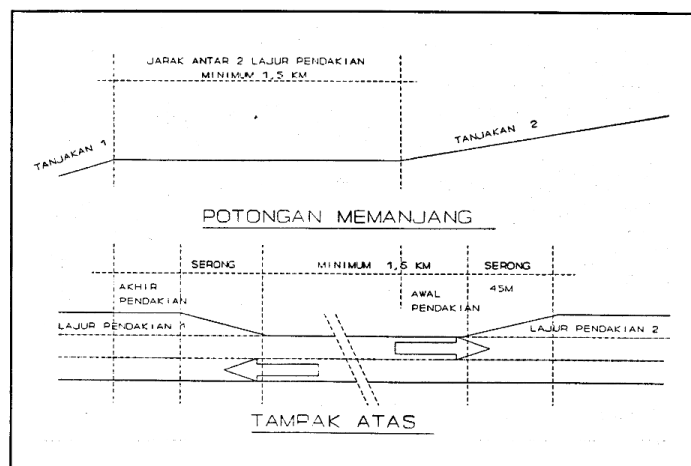 JARAK ANTAR 2 LAJUR PENDAKIAN
MINIMUM 1,5 KM
TANJAKAN 1
TANJAKAN 2
POTONGAN MEMANJANG
SERONG
MINIMUM 1,5 KM
SERONG
AKHIR
PENDAKIAN
AWAL
PENDAKIAN
45M
LAJUR PENDAKIAN 1
LAJUR PENDAKIAN 2
TAMPAK ATAS